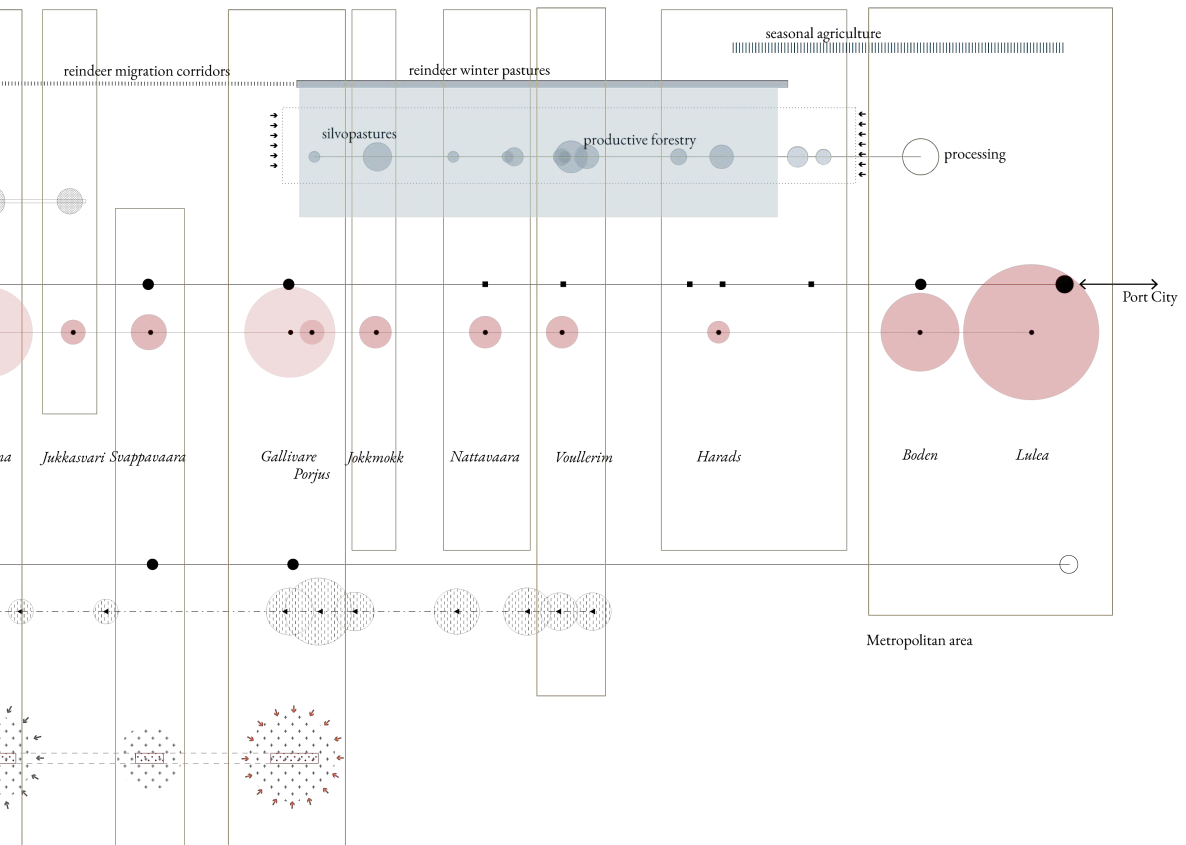 seasonal agriculture
reindeer migration corridors
reindeer winter pastures
silvopastures
productive forestry
processing
Port City
na
Jukkasvari
Svappavaara
Gallivare
Porjus
Jokkmokk
Nattavaara
Voullerim
Harads
Boden
Lulea
Metropolitan area